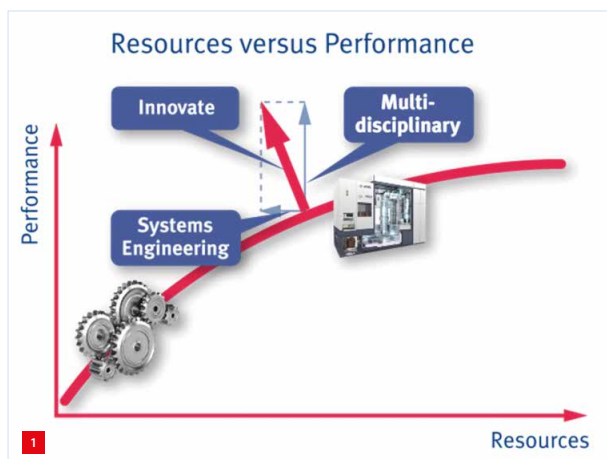 Resources versus Performance
Innovate
Multi-
disciplinary
Performance
Systems
Engineering
1
Resources